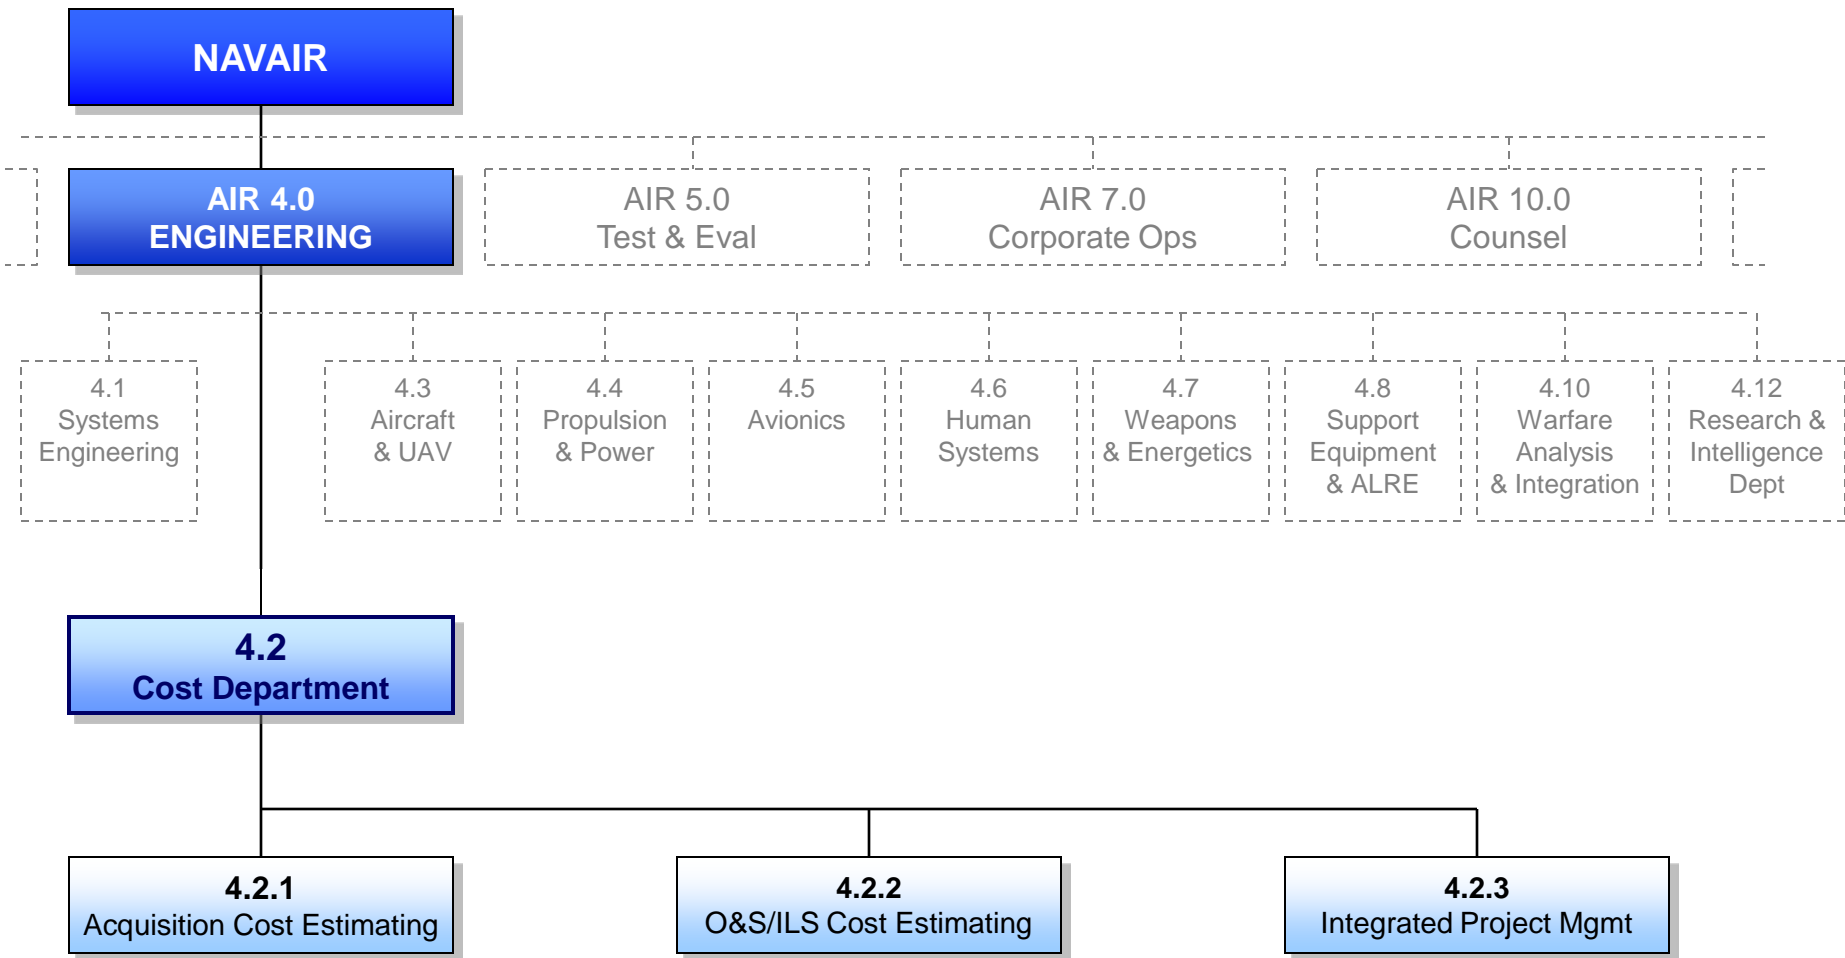 NAVAIR
AIR 4.0
ENGINEERING
AIR 5.0
Test & Eval
AIR 7.0
Corporate Ops
AIR 10.0
Counsel
4.1
Systems
Engineering
4.3
Aircraft
& UAV
4.4
Propulsion
& Power
4.5
Avionics
4.6
Human
Systems
4.7
Weapons
& Energetics
4.8
Support
Equipment
& ALRE
4.10
Warfare
Analysis
& Integration
4.12
Research &
Intelligence
Dept
4.2
Cost Department
4.2.1
Acquisition Cost Estimating
4.2.2
O&S/ILS Cost Estimating
4.2.3
Integrated Project Mgmt